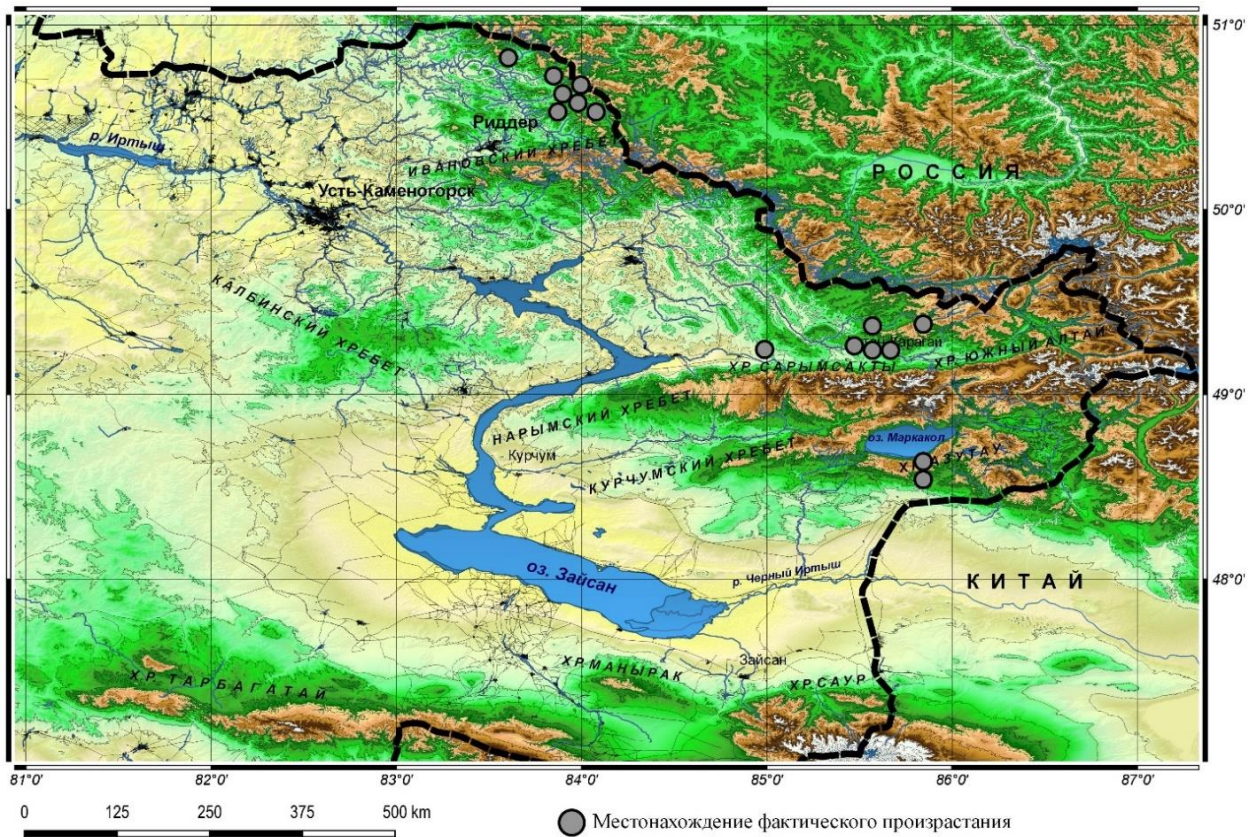 51°0'
Риддер
р. Иртыш
ИВАНОВСКИЙ ХРЕБЕ
РОССИЯ
Усть-Каменогорск
50°0'
КАЛБИНСКИЙ ХРЕБЕТ
Карагай
ХР. ЮЖНЫЙ АЛТАЙ
ХР. САРЫМСАКТЫ
49°0'
НАРЫМСКИЙ ХРЕБЕТ
оз. Маркакол
Курчум
КУРЧУМСКИЙ ХРЕБЕТ
оз. Зайсан
р. Черный Иртыш
КИТАЙ
48°0'
Зайсан
ХР. МАНЫРАК
ХР. ТАРБАГАТАЙ
ХР. САУР
81°0' 82°0' 83°0' 84°0' 85°0' 86°0' 87°0'
0 125 250 375 500 km
Местонахождение фактического произрастания